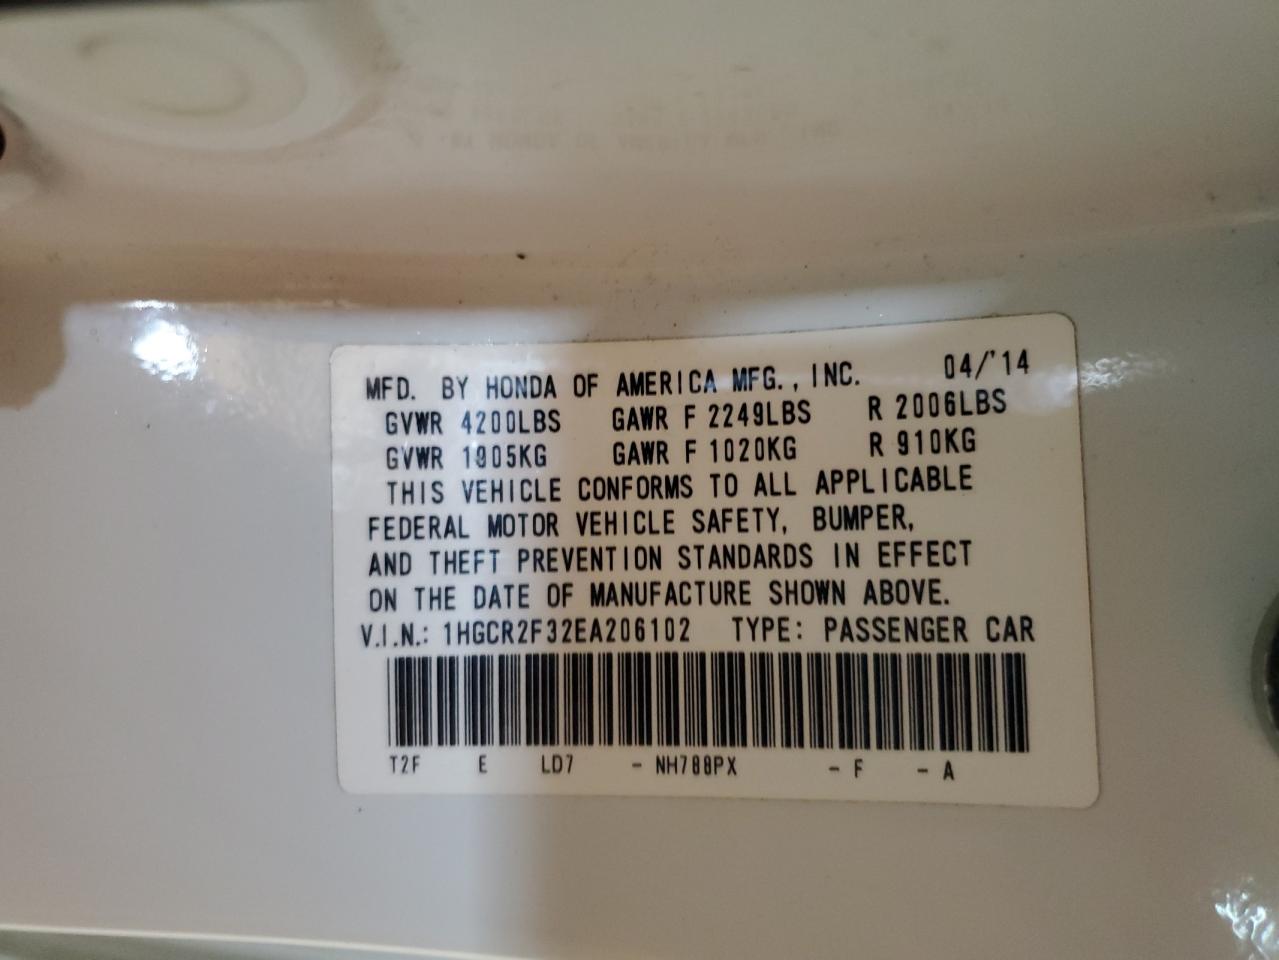 MFD. BY HONDA OF AMERICA MFG., INC. 04/'14
GVWR 4200LBS GAWR F 2249LBS R 2006LBS
GVWR 1905KG GAWR F 1020KG R 910KG
THIS VEHICLE CONFORMS TO ALL APPLICABLE
FEDERAL MOTOR VEHICLE SAFETY, BUMPER,
AND THEFT PREVENTION STANDARDS IN EFFECT
ON THE DATE OF MANUFACTURE SHOWN ABOVE.
V.I.N.: 1HGCR2F32EA206102 TYPE: PASSENGER CAR
T2F E LD7 - NH788PX - F - A